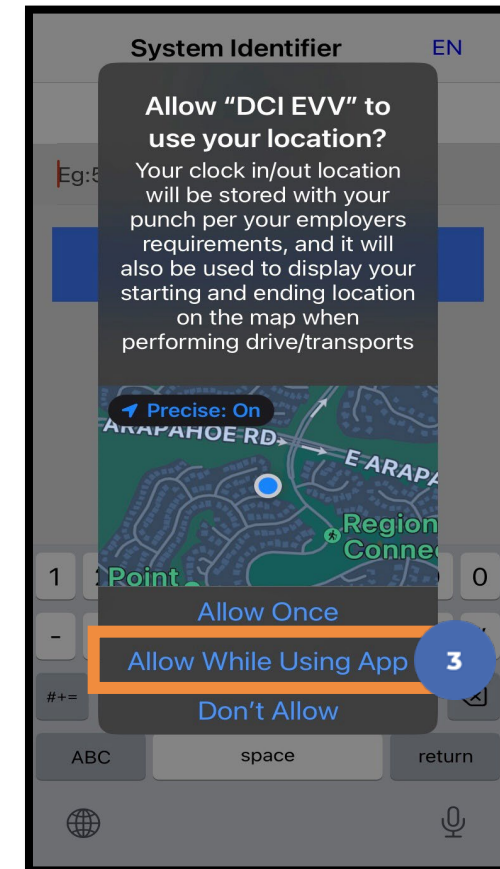 System Identifier EN
Allow “DCI EVV” to
use your location?
Your clock in/out location
will be stored with your
punch per your employers
requirements, and it will
also be used to display your
starting and ending location
on the map when
performing drive/transports
Eg:5
Precise: On
ARAPAHOE RD
E ARAPA
Region
Conne
Point
1 0
Allow Once
-
Allow While Using App 3
#+=
Don’t Allow
ABC space return